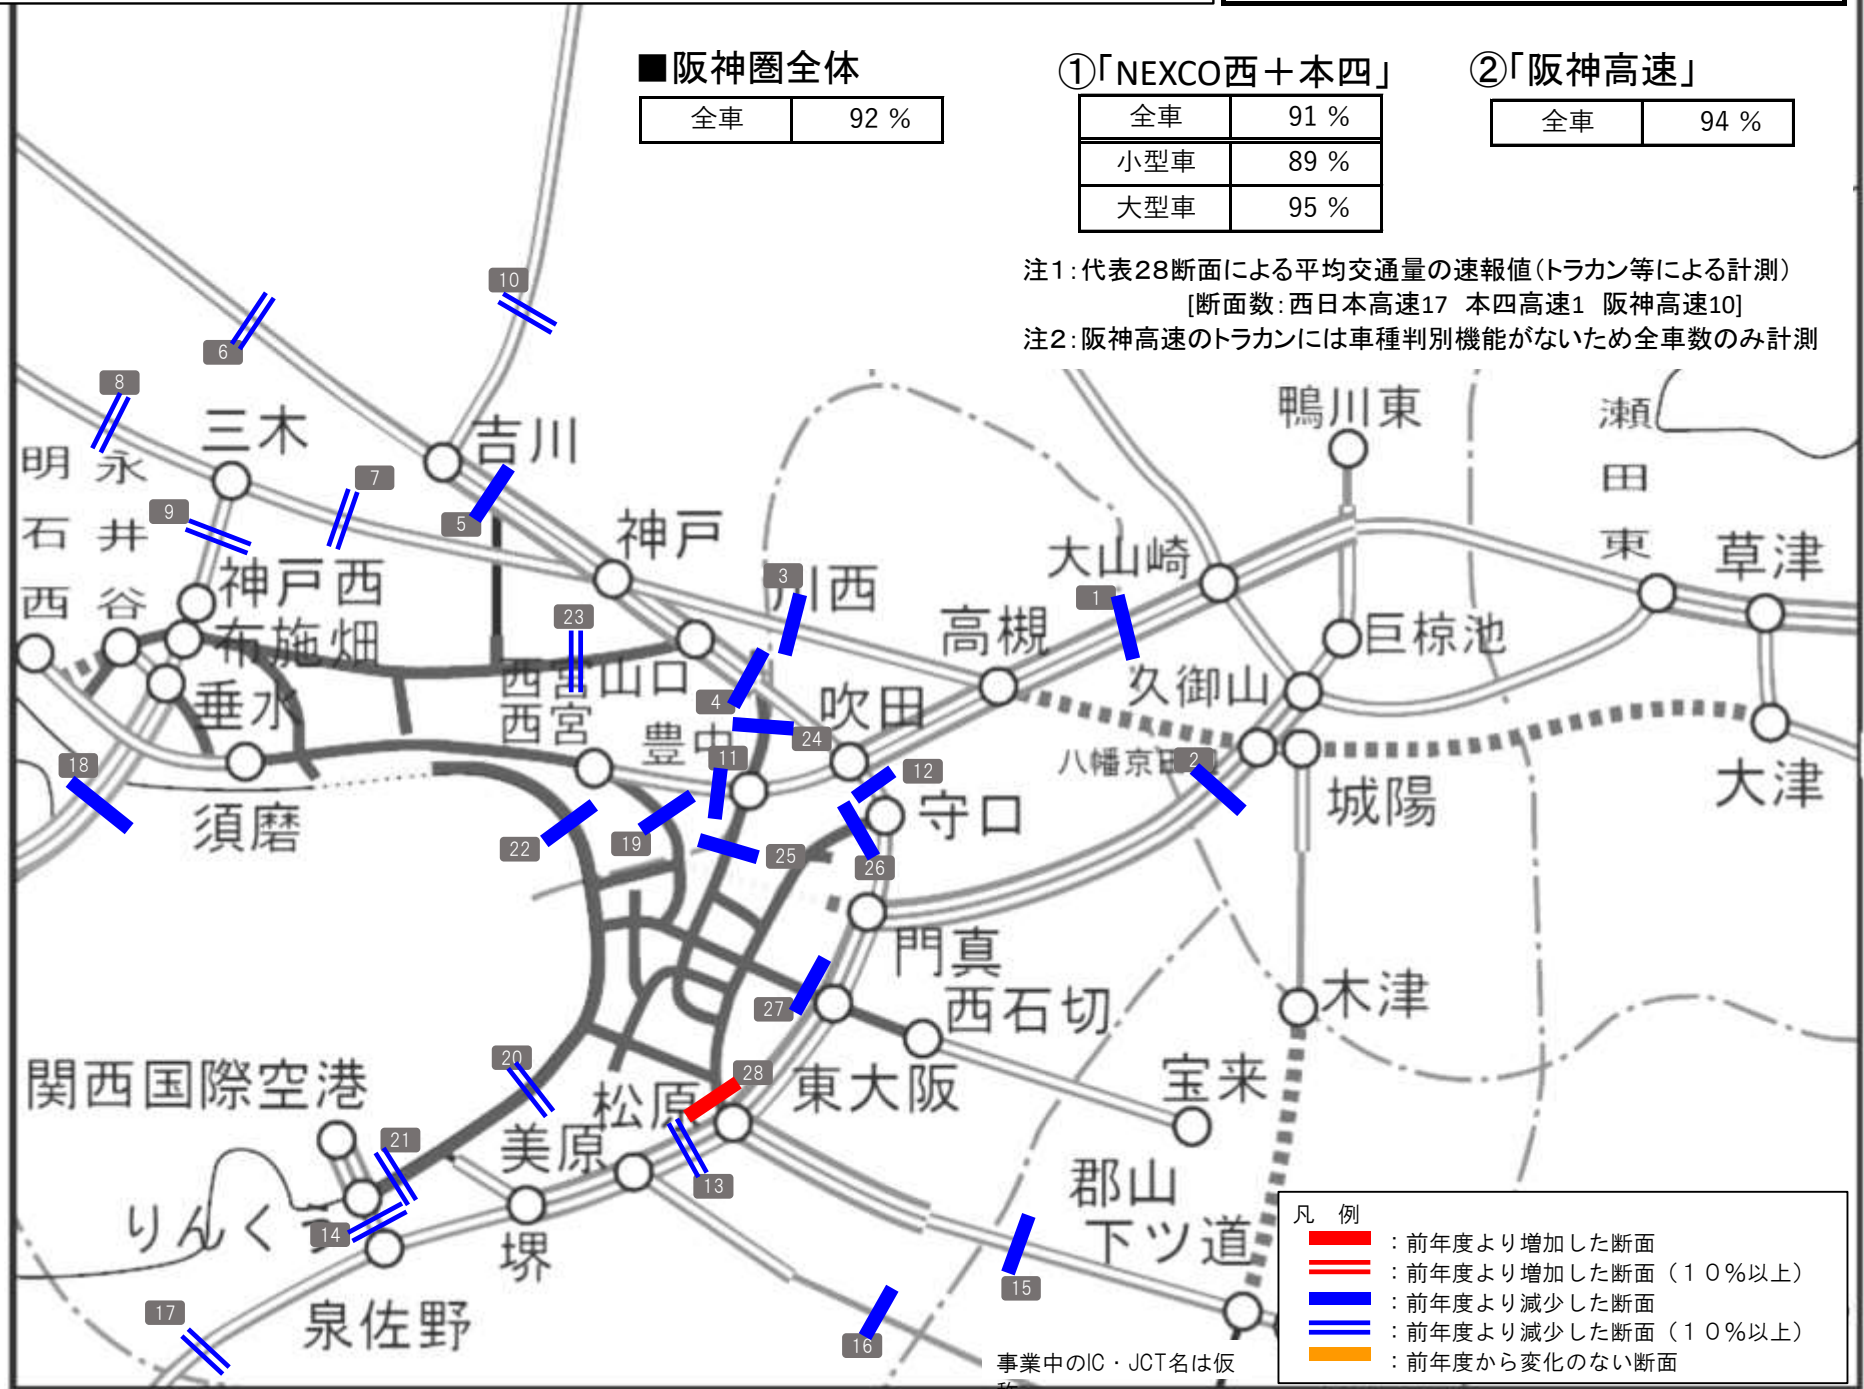 ■阪神圏全体
全車 92 %
①「NEXCO西＋本四」
全車 91 %
小型車 89 %
大型車 95 %
②「阪神高速」
全車 94 %
注１：代表２８断面による平均交通量の速報値（トラカン等による計測）
[断面数：西日本高速17 本四高速1 阪神高速10]
注２：阪神高速のトラカンには車種判別機能がないため全車数のみ計測
10
6
8
三木
吉川
鴨川東
瀬田東
明石西
永井谷
7
9
5
神戸
大山崎
草津
神戸西
3
川西
1
高槻
23
布施畑
巨椋池
西宮山口
久御山
垂水
4
吹田
西宮
豊中
24
18
11
12
八幡京田
2
城陽
大津
須磨
守口
22
19
25
26
門真
27
西石切
木津
関西国際空港
20
28
松原
東大阪
宝来
21
美原
13
郡山
下ツ道
りんくう
14
堺
15
17
泉佐野
16
事業中のIC・JCT名は仮
凡 例
：前年度より増加した断面
：前年度より増加した断面（１０％以上）
：前年度より減少した断面
：前年度より減少した断面（１０％以上）
：前年度から変化のない断面